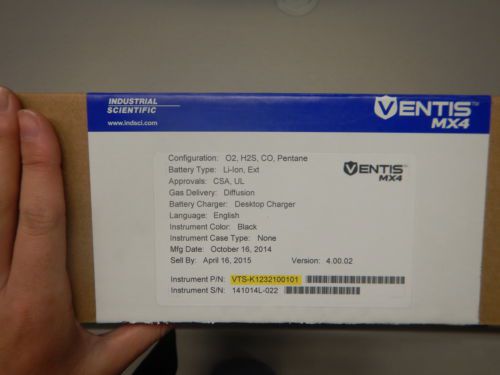 INDUSTRIAL
SCIENTIFIC
www.indsci.com
VENTIS™
MX4
Configuration: O2, H2S, CO, Pentane
VENTIS
MX4
Battery Type: Li-Ion, Ext
Approvals: CSA, UL
Gas Delivery: Diffusion
Battery Charger: Desktop Charger
Language: English
Instrument Color: Black
Instrument Case Type: None
Mfg Date: October 16, 2014
Sell By: April 16, 2015 Version: 4.00.02
Instrument P/N: VTS-K1232100101
Instrument S/N: 141014L-022